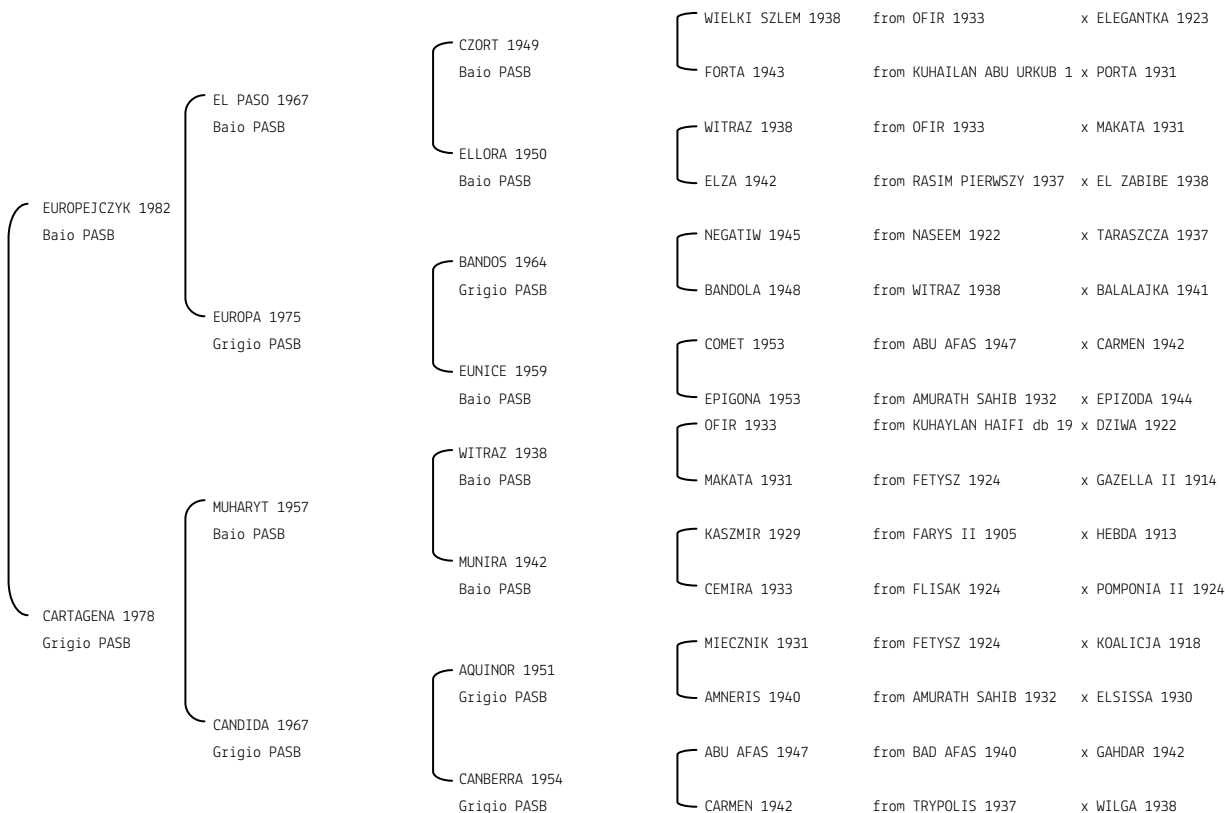 WIELKI SZLEM 1938 from OFIR 1933 x ELEGANTKA 1923
CZORT 1949
Baio PASB FORTA 1943 from KUHAILAN ABU URKUB 1 x PORTA 1931
EL PASO 1967
Baio PASB WITRAZ 1938 from OFIR 1933 x MAKATA 1931
ELLORA 1950
Baio PASB ELZA 1942 from RASIM PIERWSZY 1937 x EL ZABIBE 1938
EUROPEJCZYK 1982
Baio PASB NEGATIW 1945 from NASEEM 1922 x TARASZCZA 1937
BANDOS 1964
Grigio PASB BANDOLA 1948 from WITRAZ 1938 x BALALAJKA 1941
EUROPA 1975
Grigio PASB COMET 1953 from ABU AFAS 1947 x CARMEN 1942
EUNICE 1959
Baio PASB EPIGONA 1953 from AMURATH SAHIB 1932 x EPIZODA 1944
OFIR 1933 from KUHAYLAN HAIFI db 19 x DZIWA 1922
WITRAZ 1938
Baio PASB MAKATA 1931 from FETYSZ 1924 x GAZELLA II 1914
MUHARYT 1957
Baio PASB KASZMIR 1929 from FARYS II 1905 x HEBDA 1913
MUNIRA 1942
Baio PASB CEMIRA 1933 from FLISAK 1924 x POMPONIA II 1924
CARTAGENA 1978
Grigio PASB MIECZNIK 1931 from FETYSZ 1924 x KOALICJA 1918
AQUINOR 1951
Grigio PASB AMNERIS 1940 from AMURATH SAHIB 1932 x ELSISSA 1930
CANDIDA 1967
Grigio PASB ABU AFAS 1947 from BAD AFAS 1940 x GAHDAR 1942
CANBERRA 1954
Grigio PASB CARMEN 1942 from TRYPOLIS 1937 x WILGA 1938